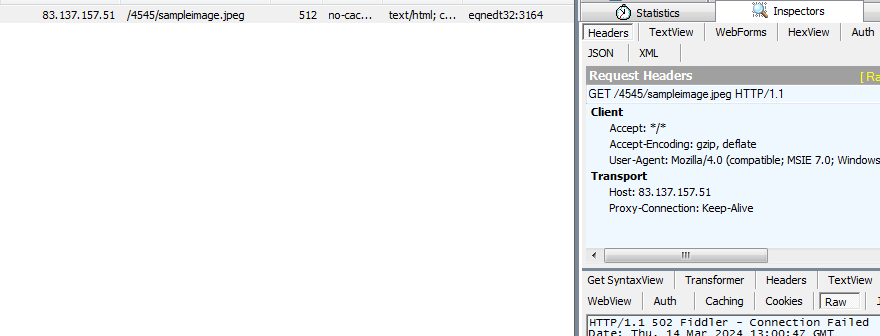 Statistics Inspectors
83.137.157.51 /4545/sampleimage.jpeg 512 no-cac... text/html; c... eqnedt32:3164
Headers TextView WebForms HexView Auth
JSON XML
Request Headers [ Ra
GET /4545/sampleimage.jpeg HTTP/1.1
Client
Accept: */*
Accept-Encoding: gzip, deflate
User-Agent: Mozilla/4.0 (compatible; MSIE 7.0; Windows
Transport
Host: 83.137.157.51
Proxy-Connection: Keep-Alive
Get SyntaxView Transformer Headers TextView
WebView Auth Caching Cookies Raw J
HTTP/1.1 502 Fiddler - Connection Failed
Date: Thu, 14 Mar 2024 13:00:47 GMT